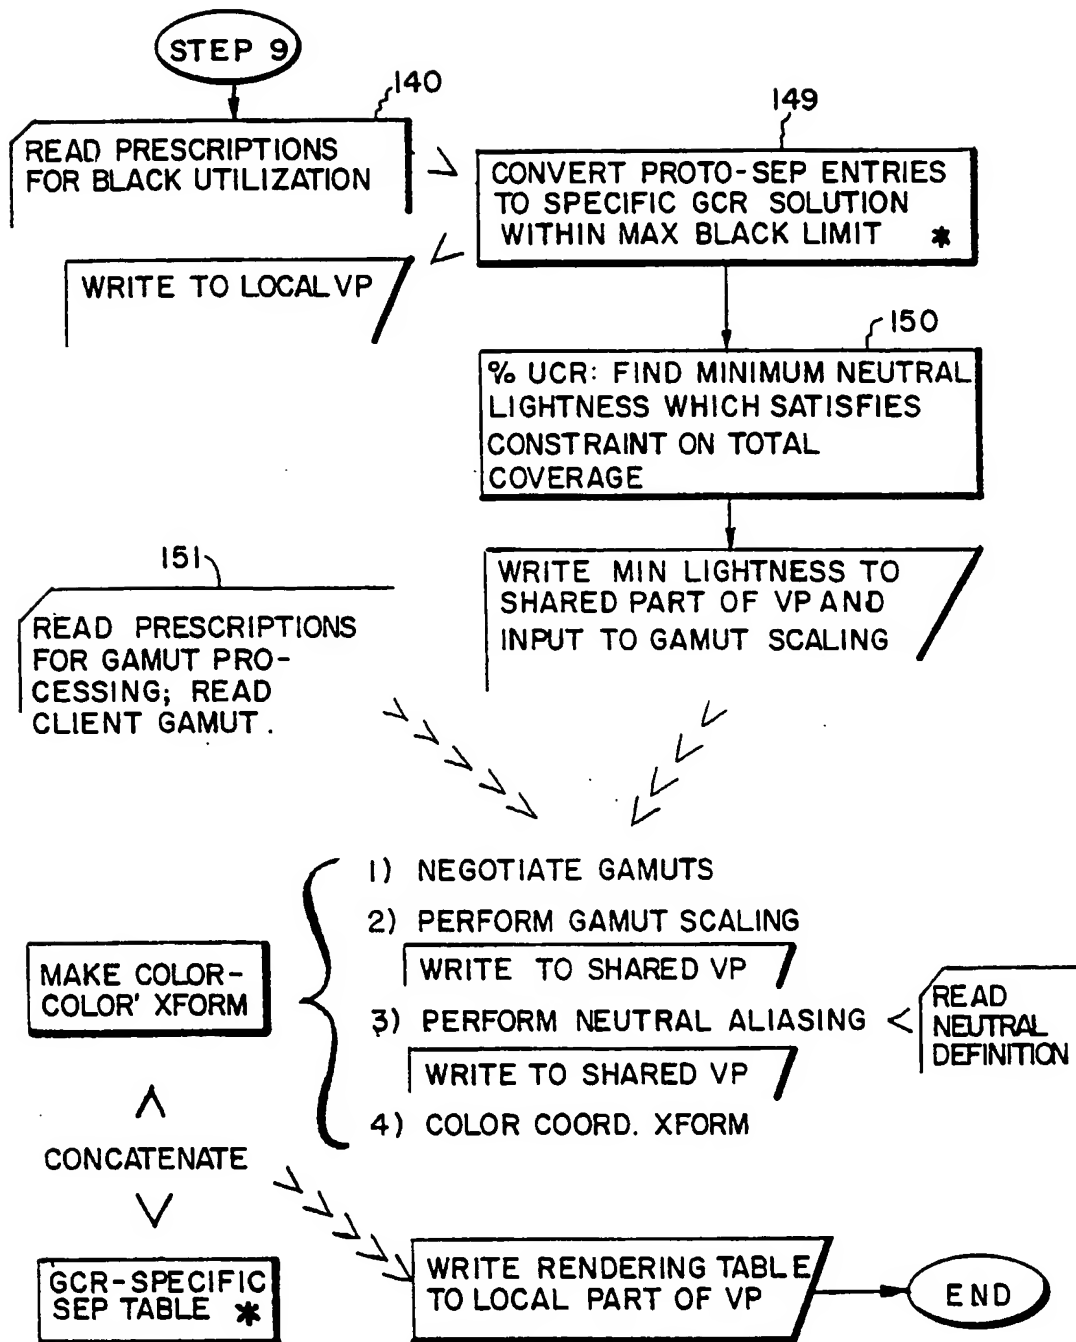 STEP 9
140
READ PRESCRIPTIONS
FOR BLACK UTILIZATION
149
CONVERT PROTO-SEP ENTRIES
TO SPECIFIC GCR SOLUTION
WITHIN MAX BLACK LIMIT *
WRITE TO LOCAL VP
150
% UCR: FIND MINIMUM NEUTRAL
LIGHTNESS WHICH SATISFIES
CONSTRAINT ON TOTAL
COVERAGE
WRITE MIN LIGHTNESS TO
SHARED PART OF VP AND
INPUT TO GAMUT SCALING
151
READ PRESCRIPTIONS
FOR GAMUT PRO-
CESSING; READ
CLIENT GAMUT.
1) NEGOTIATE GAMUTS
2) PERFORM GAMUT SCALING
WRITE TO SHARED VP
3) PERFORM NEUTRAL ALIASING
WRITE TO SHARED VP
4) COLOR COORD. XFORM
READ
NEUTRAL
DEFINITION
MAKE COLOR-
COLOR' XFORM
CONCATENATE
GCR-SPECIFIC
SEP TABLE *
WRITE RENDERING TABLE
TO LOCAL PART OF VP
END